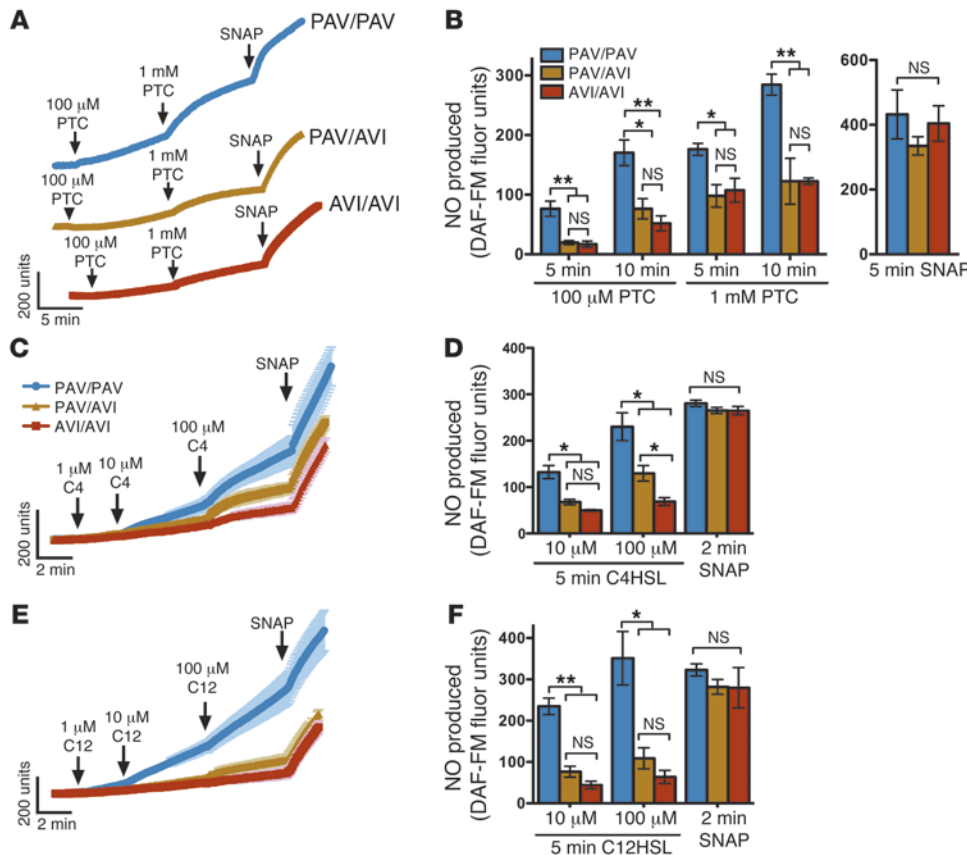 A
PAV/PAV
SNAP
1 mM
PTC
100 μM
PTC
PAV/AVI
SNAP
1 mM
PTC
100 μM
PTC
AVI/AVI
SNAP
1 mM
PTC
100 μM
PTC
200 units
5 min
B
NO produced
(DAF-FM fluor units)
PAV/PAV
PAV/AVI
AVI/AVI
300
200
100
0
**
NS
**
*
NS
*
NS
**
NS
5 min
10 min
5 min
10 min
100 μM PTC
1 mM PTC
600
400
200
0
NS
5 min SNAP
C
PAV/PAV
PAV/AVI
AVI/AVI
SNAP
100 μM
C4
10 μM
C4
1 μM
C4
200 units
2 min
D
NO produced
(DAF-FM fluor units)
400
300
200
100
0
*
NS
*
*
NS
10 μM
100 μM
2 min
5 min C4HSL
SNAP
E
SNAP
100 μM
C12
10 μM
C12
1 μM
C12
200 units
2 min
F
NO produced
(DAF-FM fluor units)
400
300
200
100
0
**
NS
*
NS
NS
10 μM
100 μM
2 min
5 min C12HSL
SNAP